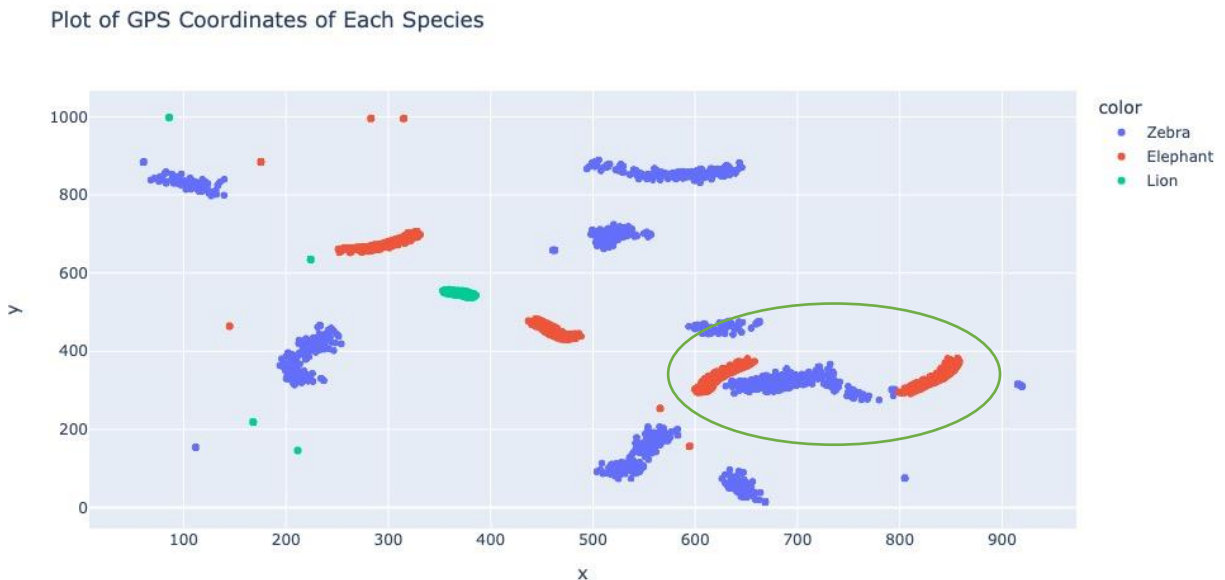 Plot of GPS Coordinates of Each Species
color
Zebra
Elephant
Lion
1000
800
600
400
200
0
y
100 200 300 400 500 600 700 800 900
x